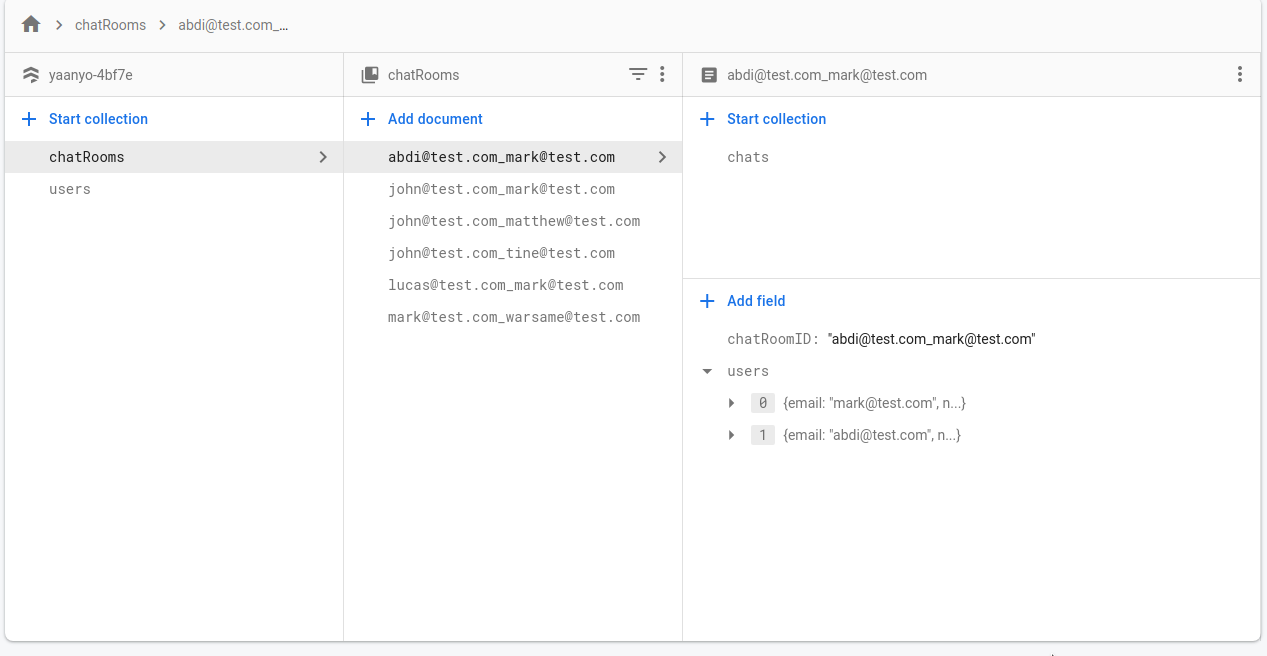 chatRooms
abdi@test.com_…
yaanyo-4bf7e
Start collection
chatRooms
users
chatRooms
Add document
abdi@test.com_mark@test.com
john@test.com_mark@test.com
john@test.com_matthew@test.com
john@test.com_tine@test.com
lucas@test.com_mark@test.com
mark@test.com_warsame@test.com
abdi@test.com_mark@test.com
Start collection
chats
Add field
chatRoomID: "abdi@test.com_mark@test.com"
users
0 {email: "mark@test.com", n...}
1 {email: "abdi@test.com", n...}